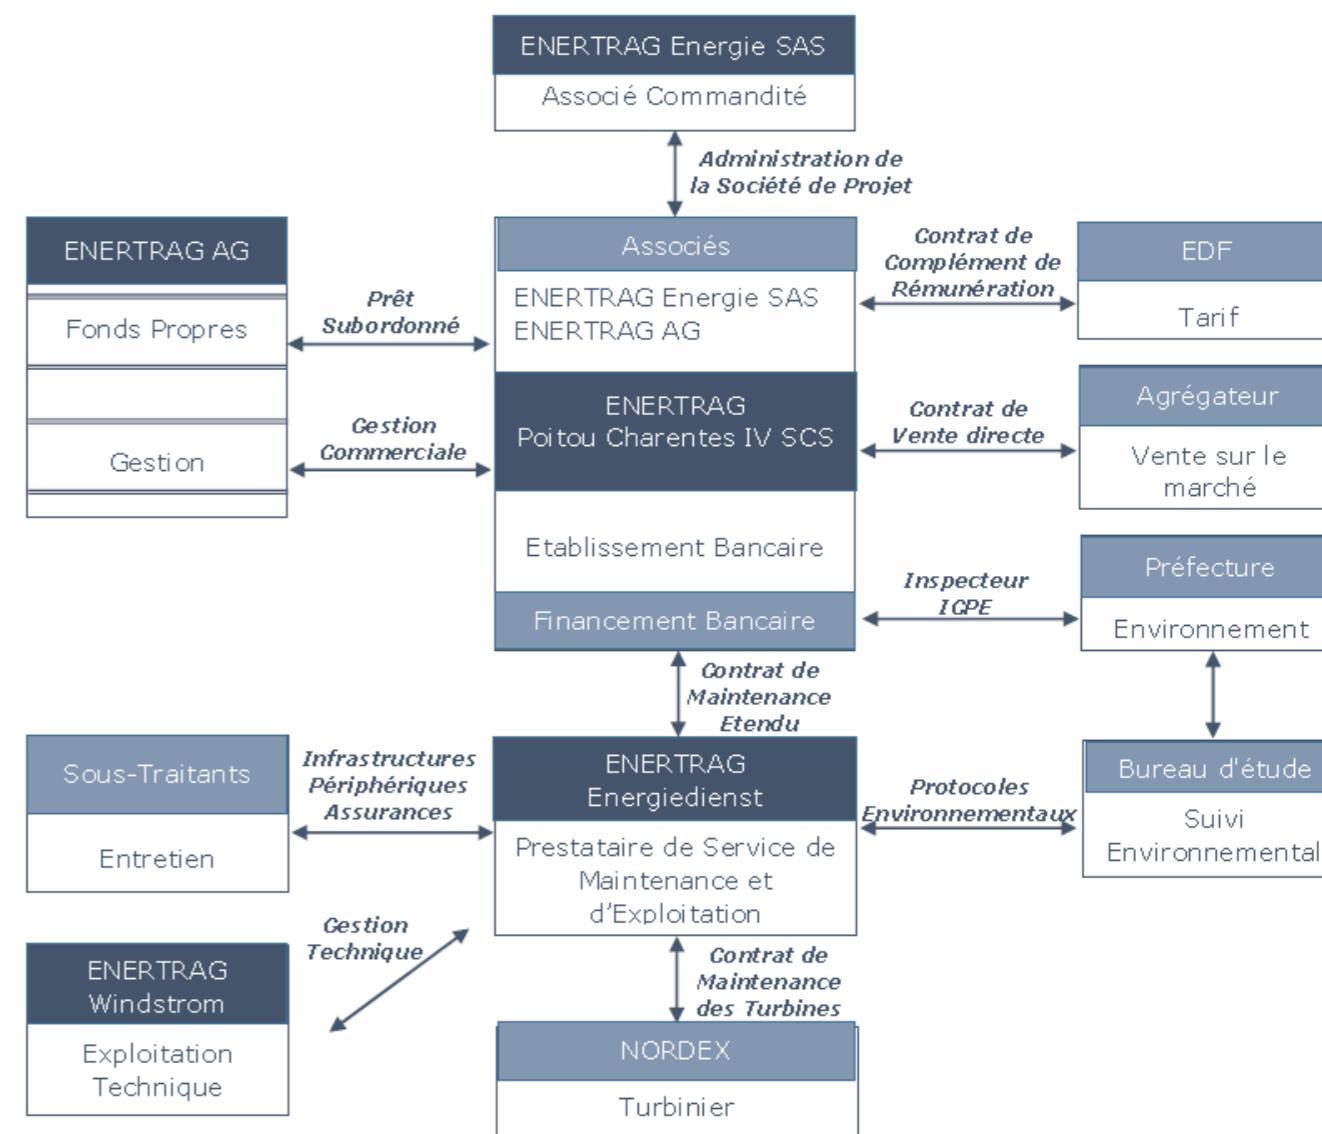 ENERTRAG Energie SAS
Associé Commandité
Administration de
la Société de Projet
ENERTRAG AG
Fonds Propres
Gestion
Prêt
Subordonné
Gestion
Commerciale
Associés
ENERTRAG Energie SAS
ENERTRAG AG
ENERTRAG
Poitou Charentes IV SCS
Etablissement Bancaire
Financement Bancaire
Contrat de
Complément de
Rémunération
EDF
Tarif
Contrat de
Vente directe
Agrégateur
Vente sur le
marché
Inspecteur
ICPE
Préfecture
Environnement
Contrat de
Maintenance
Etendu
Sous-Traitants
Entretien
Infrastructures
Périphériques
Assurances
ENERTRAG
Energiedienst
Prestataire de Service de
Maintenance et
d'Exploitation
Protocoles
Environnementaux
Bureau d'étude
Suivi
Environnemental
Gestion
Technique
ENERTRAG
Windstrom
Exploitation
Technique
Contrat de
Maintenance
des Turbines
NORDEX
Turbinier